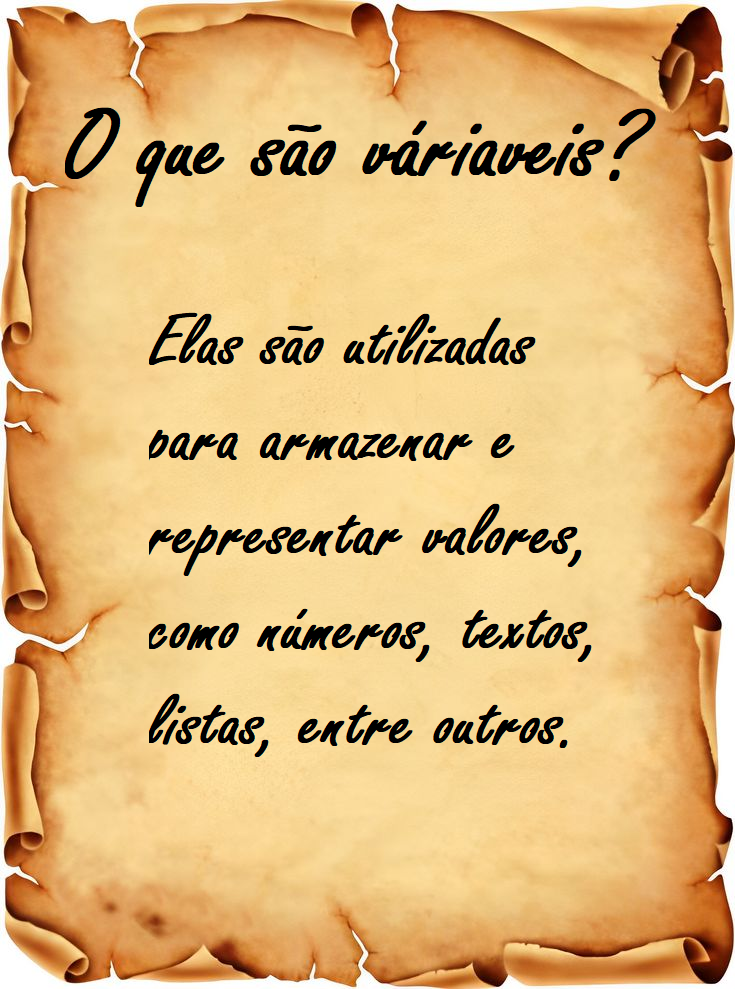 O que são váriaveis?
Elas são utilizadas
para armazenar e
representar valores,
como números, textos,
listas, entre outros.